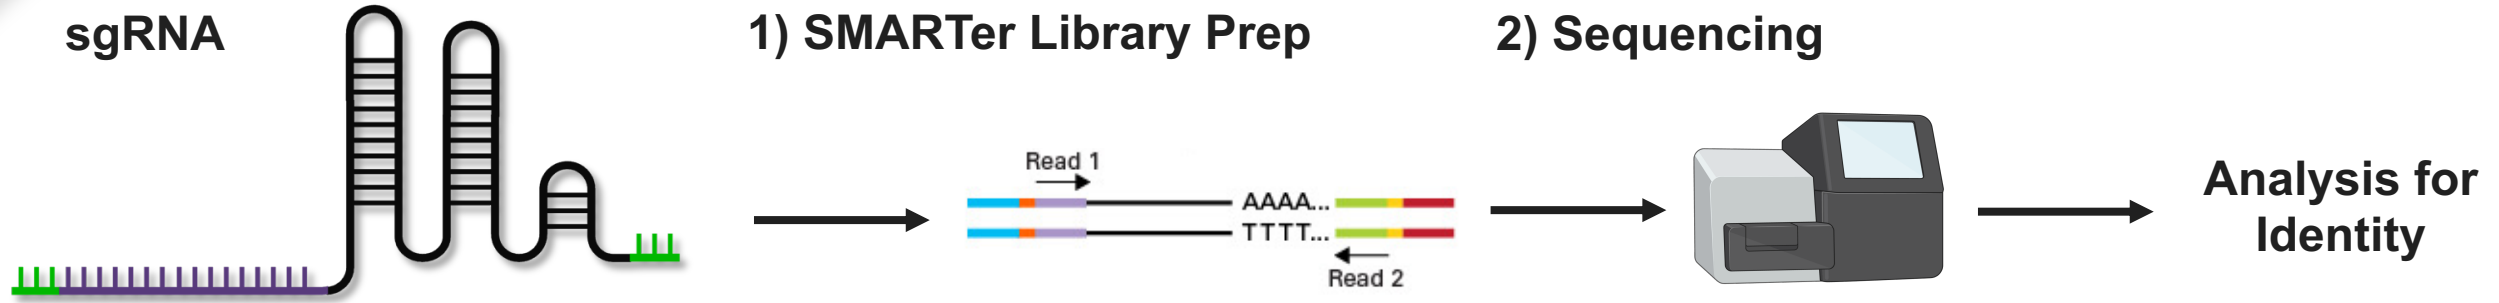 sgRNA
1) SMARTer Library Prep
2) Sequencing
Read 1
AAAA...
TTTT...
Read 2
Analysis for
Identity